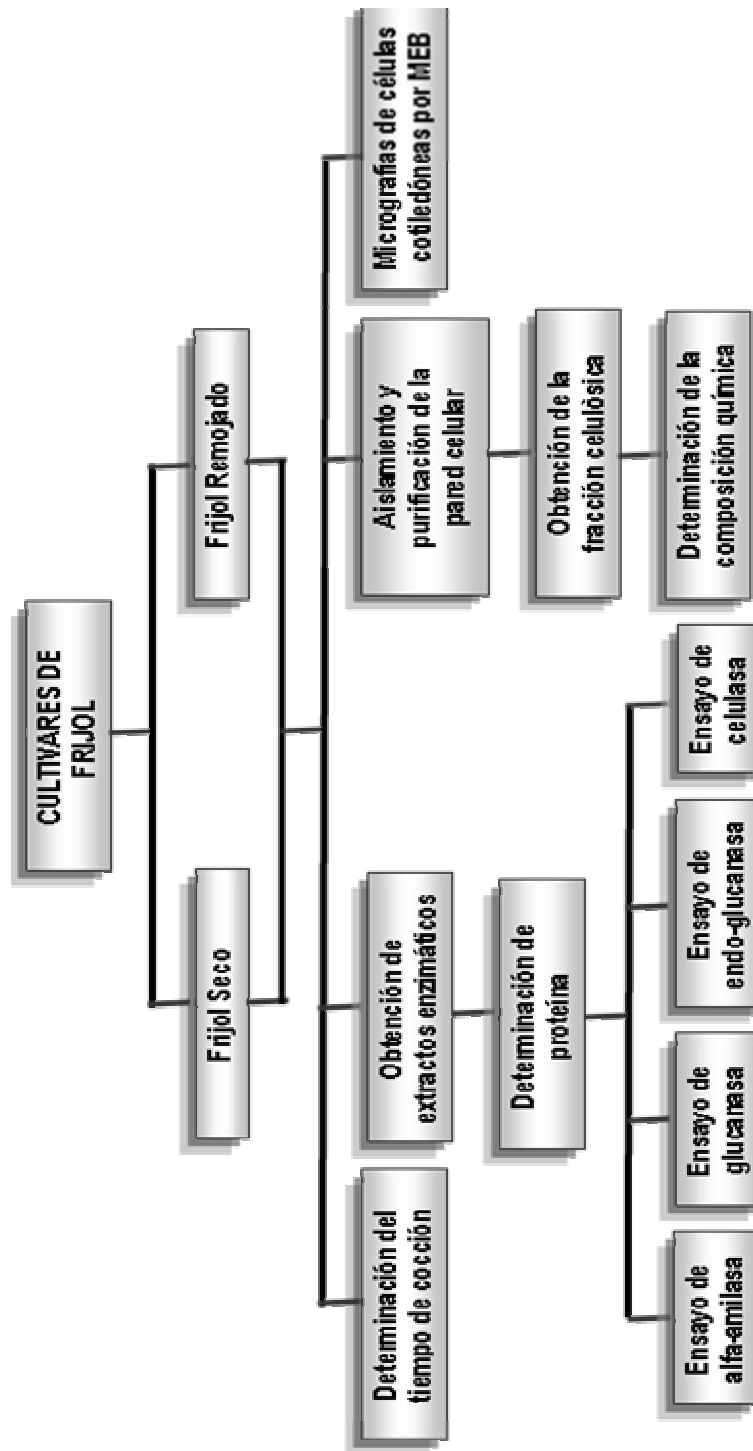 CULTIVARES DE
FRIJOL
Frijol Seco
Frijol Remojado
Determinación del
tiempo de cocción
Obtención de
extractos enzimáticos
Aislamiento y
purificación de la
pared celular
Micrografías de células
cotiledóneas por MEB
Determinación de
proteína
Obtención de la
fracción celulósica
Ensayo de
alfa-amilasa
Ensayo de
glucanasa
Ensayo de
endo-glucanasa
Ensayo de
celulasa
Determinación de la
composición química